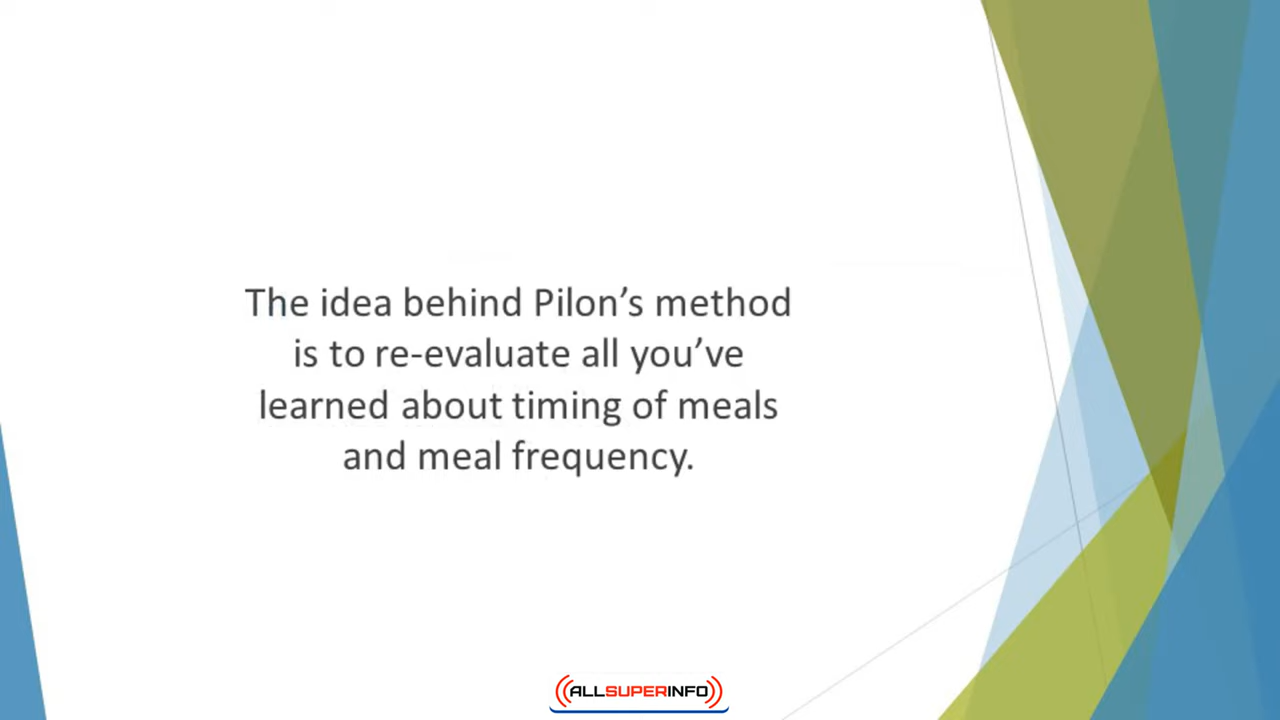 The idea behind Pilon’s method
is to re-evaluate all you’ve
learned about timing of meals
and meal frequency.
ALLSUPERINFO